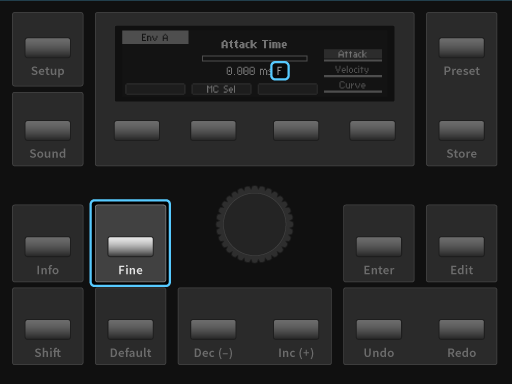 Env A
Attack Time
Attack
0.000 ms F
Velocity
Curve
MC Sel
Setup
Preset
Sound
Store
Info
Fine
Enter
Edit
Shift
Default
Dec (–)
Inc (+)
Undo
Redo